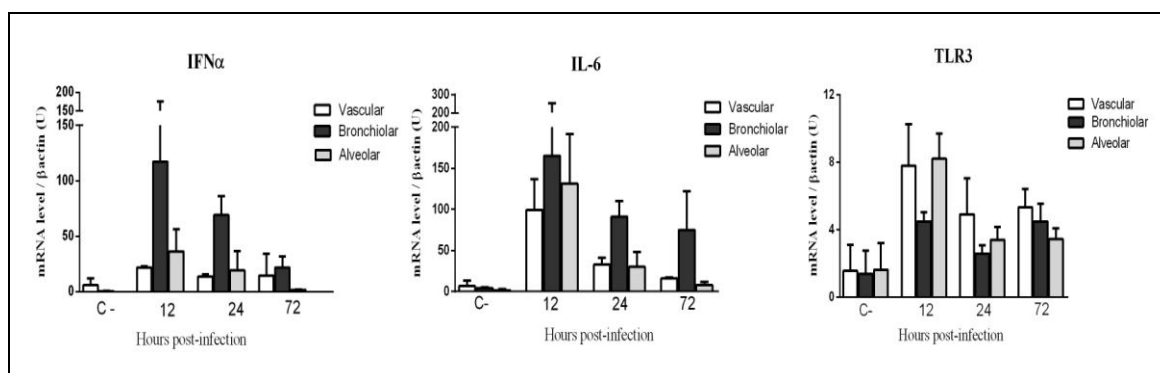 IFNα
mRNA level / βactin (U)
200
150
150
100
50
0
C -
12
24
72
Hours post-infection
Vascular
Bronchiolar
Alveolar
IL-6
mRNA level / βactin (U)
300
200
200
150
100
50
0
C-
12
24
72
Hours post-infection
Vascular
Bronchiolar
Alveolar
TLR3
mRNA level / βactin (U)
12
8
4
0
C-
12
24
72
Hours post-infection
Vascular
Bronchiolar
Alveolar